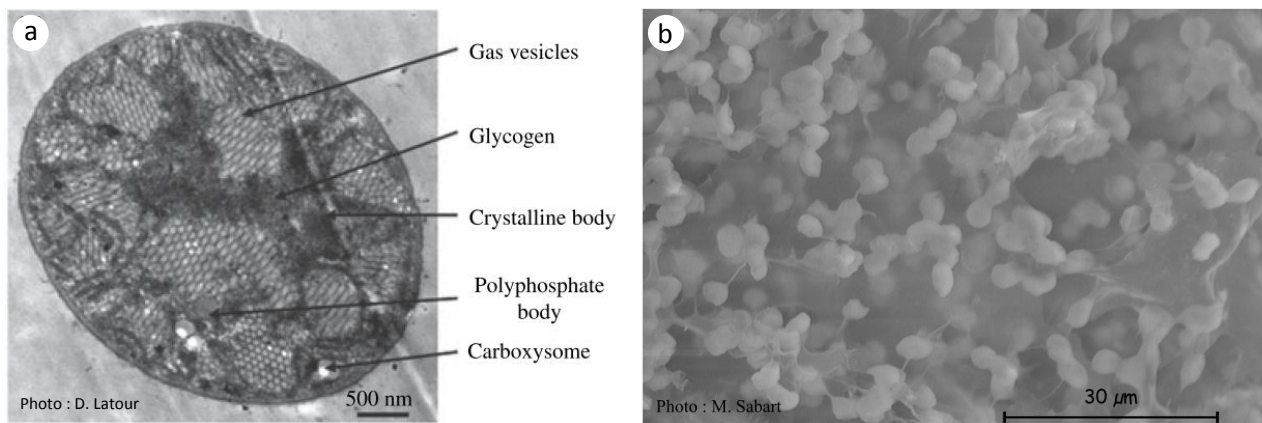 a
Gas vesicles
Glycogen
Crystalline body
Polyphosphate
body
Carboxysome
Photo : D. Latour
500 nm
b
Photo : M. Sabart
30 µm